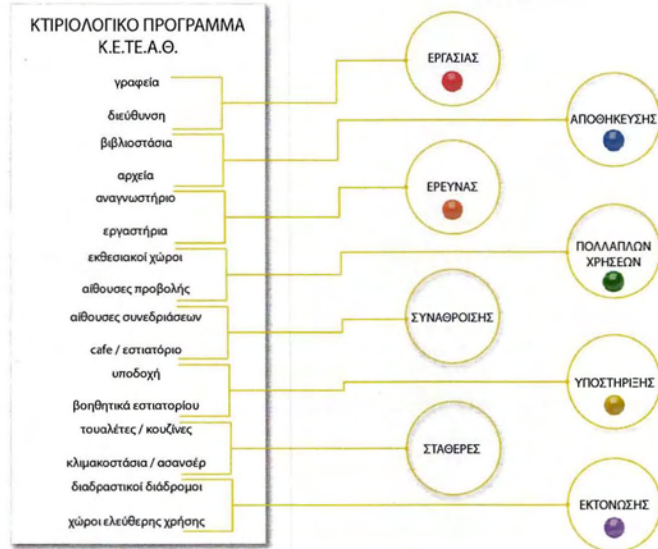 ΚΤΙΡΙΟΛΟΓΙΚΟ ΠΡΟΓΡΑΜΜΑ
Κ.Ε.ΤΕ.Α.Θ.
γραφεία
διεύθυνση
βιβλιοστάσια
αρχεία
αναγνωστήριο
εργαστήρια
εκθεσιακοί χώροι
αίθουσες προβολής
αίθουσες συνεδριάσεων
cafe / εστιατόριο
υποδοχή
βοηθητικά εστιατορίου
τουαλέτες / κουζίνες
κλιμακοστάσια / ασανσέρ
διαδραστικοί διάδρομοι
χώροι ελεύθερης χρήσης
ΕΡΓΑΣΙΑΣ
ΑΠΟΘΗΚΕΥΣΗΣ
ΕΡΕΥΝΑΣ
ΠΟΛΛΑΠΛΩΝ
ΧΡΗΣΕΩΝ
ΣΥΝΑΘΡΟΙΣΗΣ
ΥΠΟΣΤΗΡΙΞΗΣ
ΣΤΑΘΕΡΕΣ
ΕΚΤΟΝΩΣΗΣ